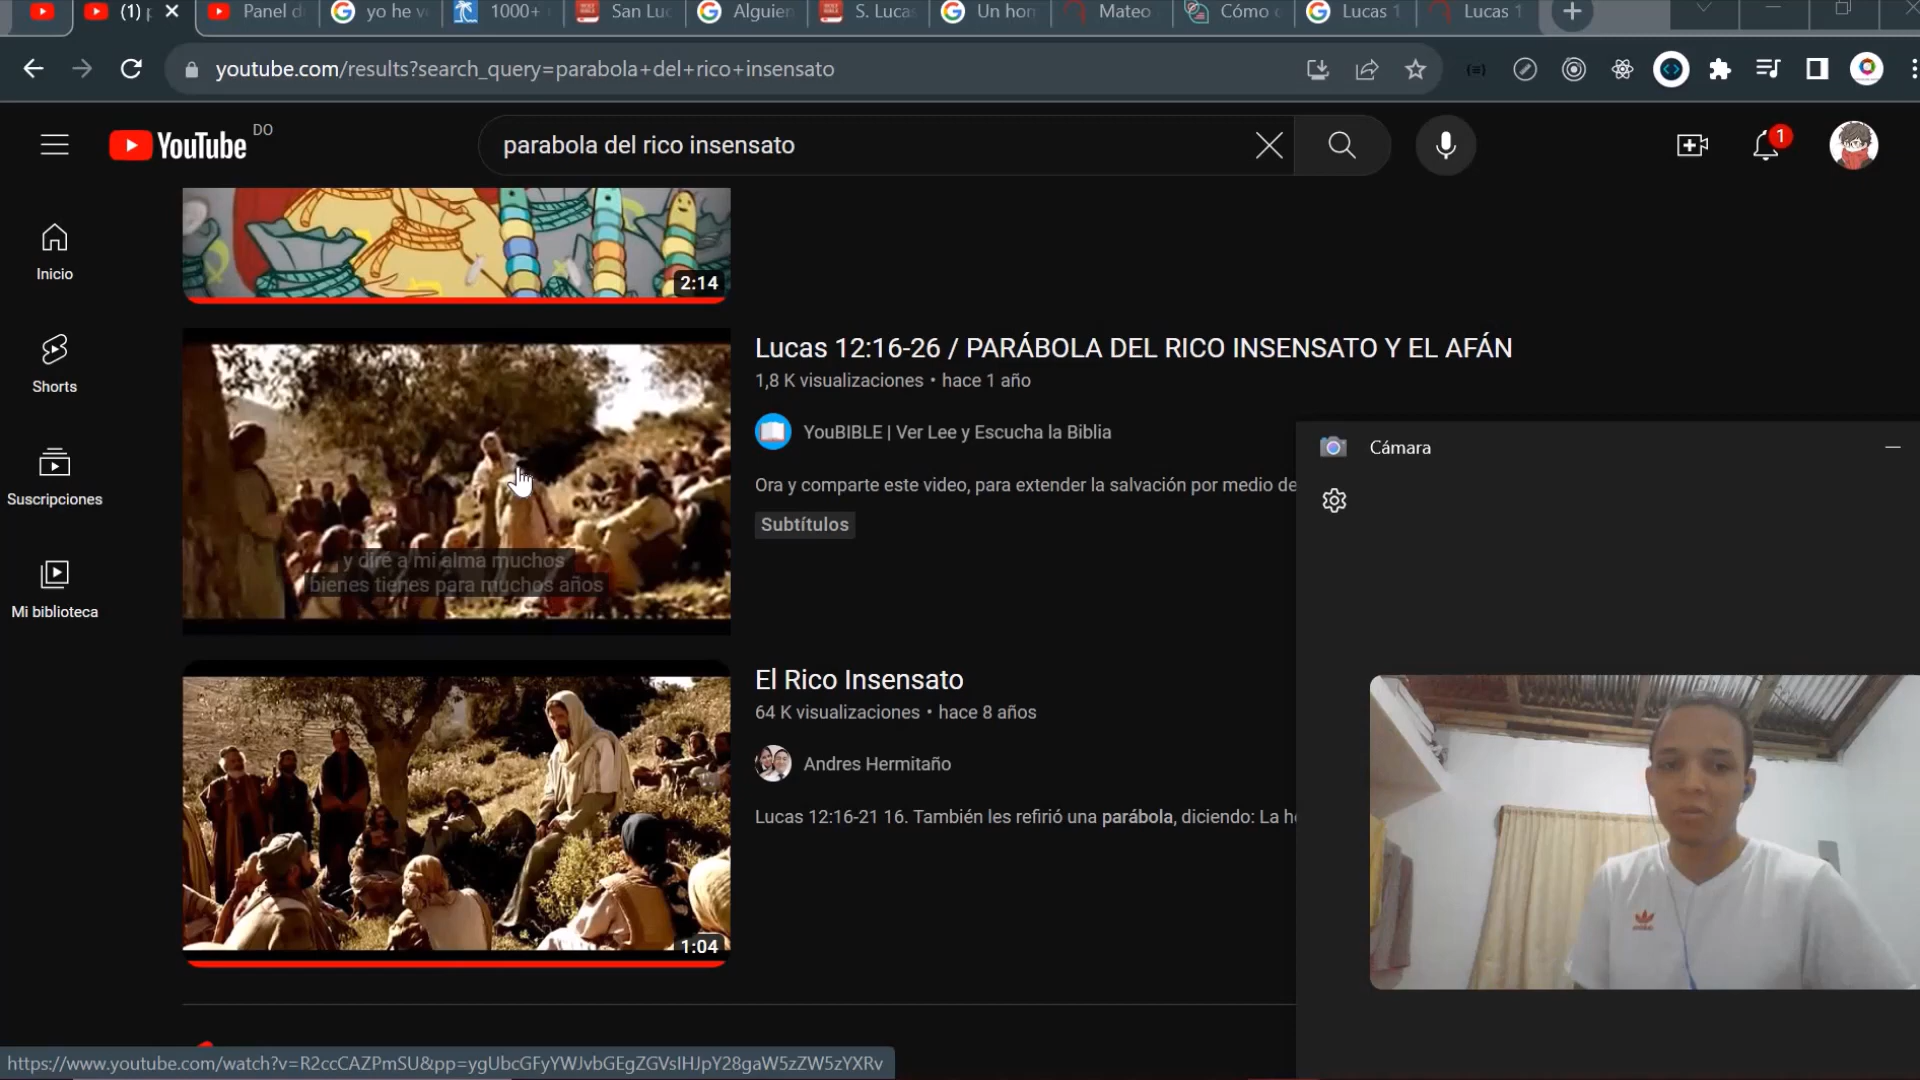 (1) p
Panel d
yo he v
1000+
San Luc
Alguien
S. Lucas
Un hon
Mateo
Cómo
Lucas 1
Lucas 1
youtube.com/results?search_query=parabola+del+rico+insensato
YouTube DO
parabola del rico insensato
1
Inicio
Shorts
Suscripciones
Mi biblioteca
2:14
Lucas 12:16-26 / PARÁBOLA DEL RICO INSENSATO Y EL AFÁN
1,8 K visualizaciones • hace 1 año
YouBIBLE | Ver Lee y Escucha la Biblia
Ora y comparte este video, para extender la salvación por medio de
Subtítulos
y diré a mi alma muchos
bienes tienes para muchos años
Cámara
El Rico Insensato
64 K visualizaciones • hace 8 años
Andres Hermitaño
Lucas 12:16-21 16. También les refirió una parábola, diciendo: La h
1:04
https://www.youtube.com/watch?v=R2ccCAZPmSU&pp=ygUbcGFyYWJvbGEgZGVsIHJpY28gaW5zZW5zYXRv